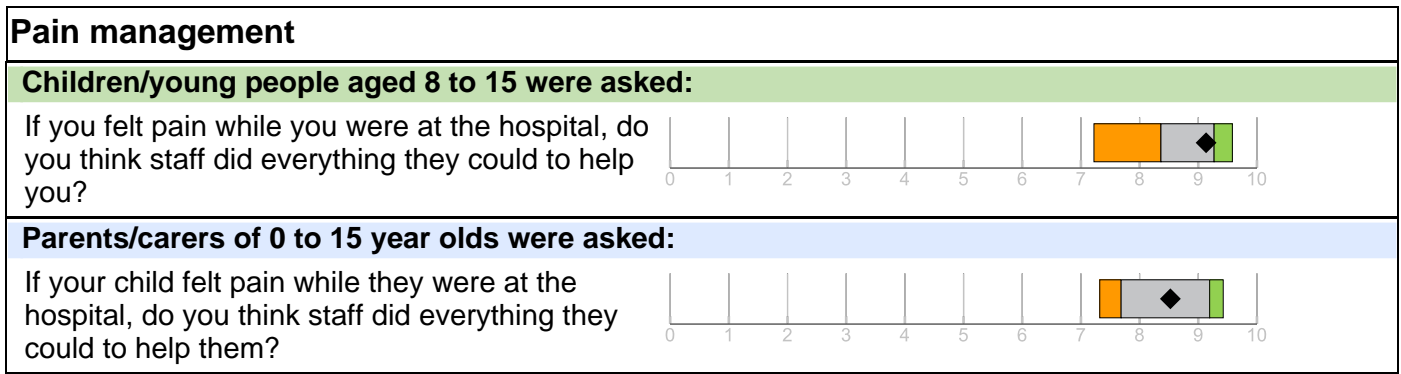 Pain management
Children/young people aged 8 to 15 were asked:
If you felt pain while you were at the hospital, do
you think staff did everything they could to help
you?
0 1 2 3 4 5 6 7 8 9 10
Parents/carers of 0 to 15 year olds were asked:
If your child felt pain while they were at the
hospital, do you think staff did everything they
could to help them?
0 1 2 3 4 5 6 7 8 9 10